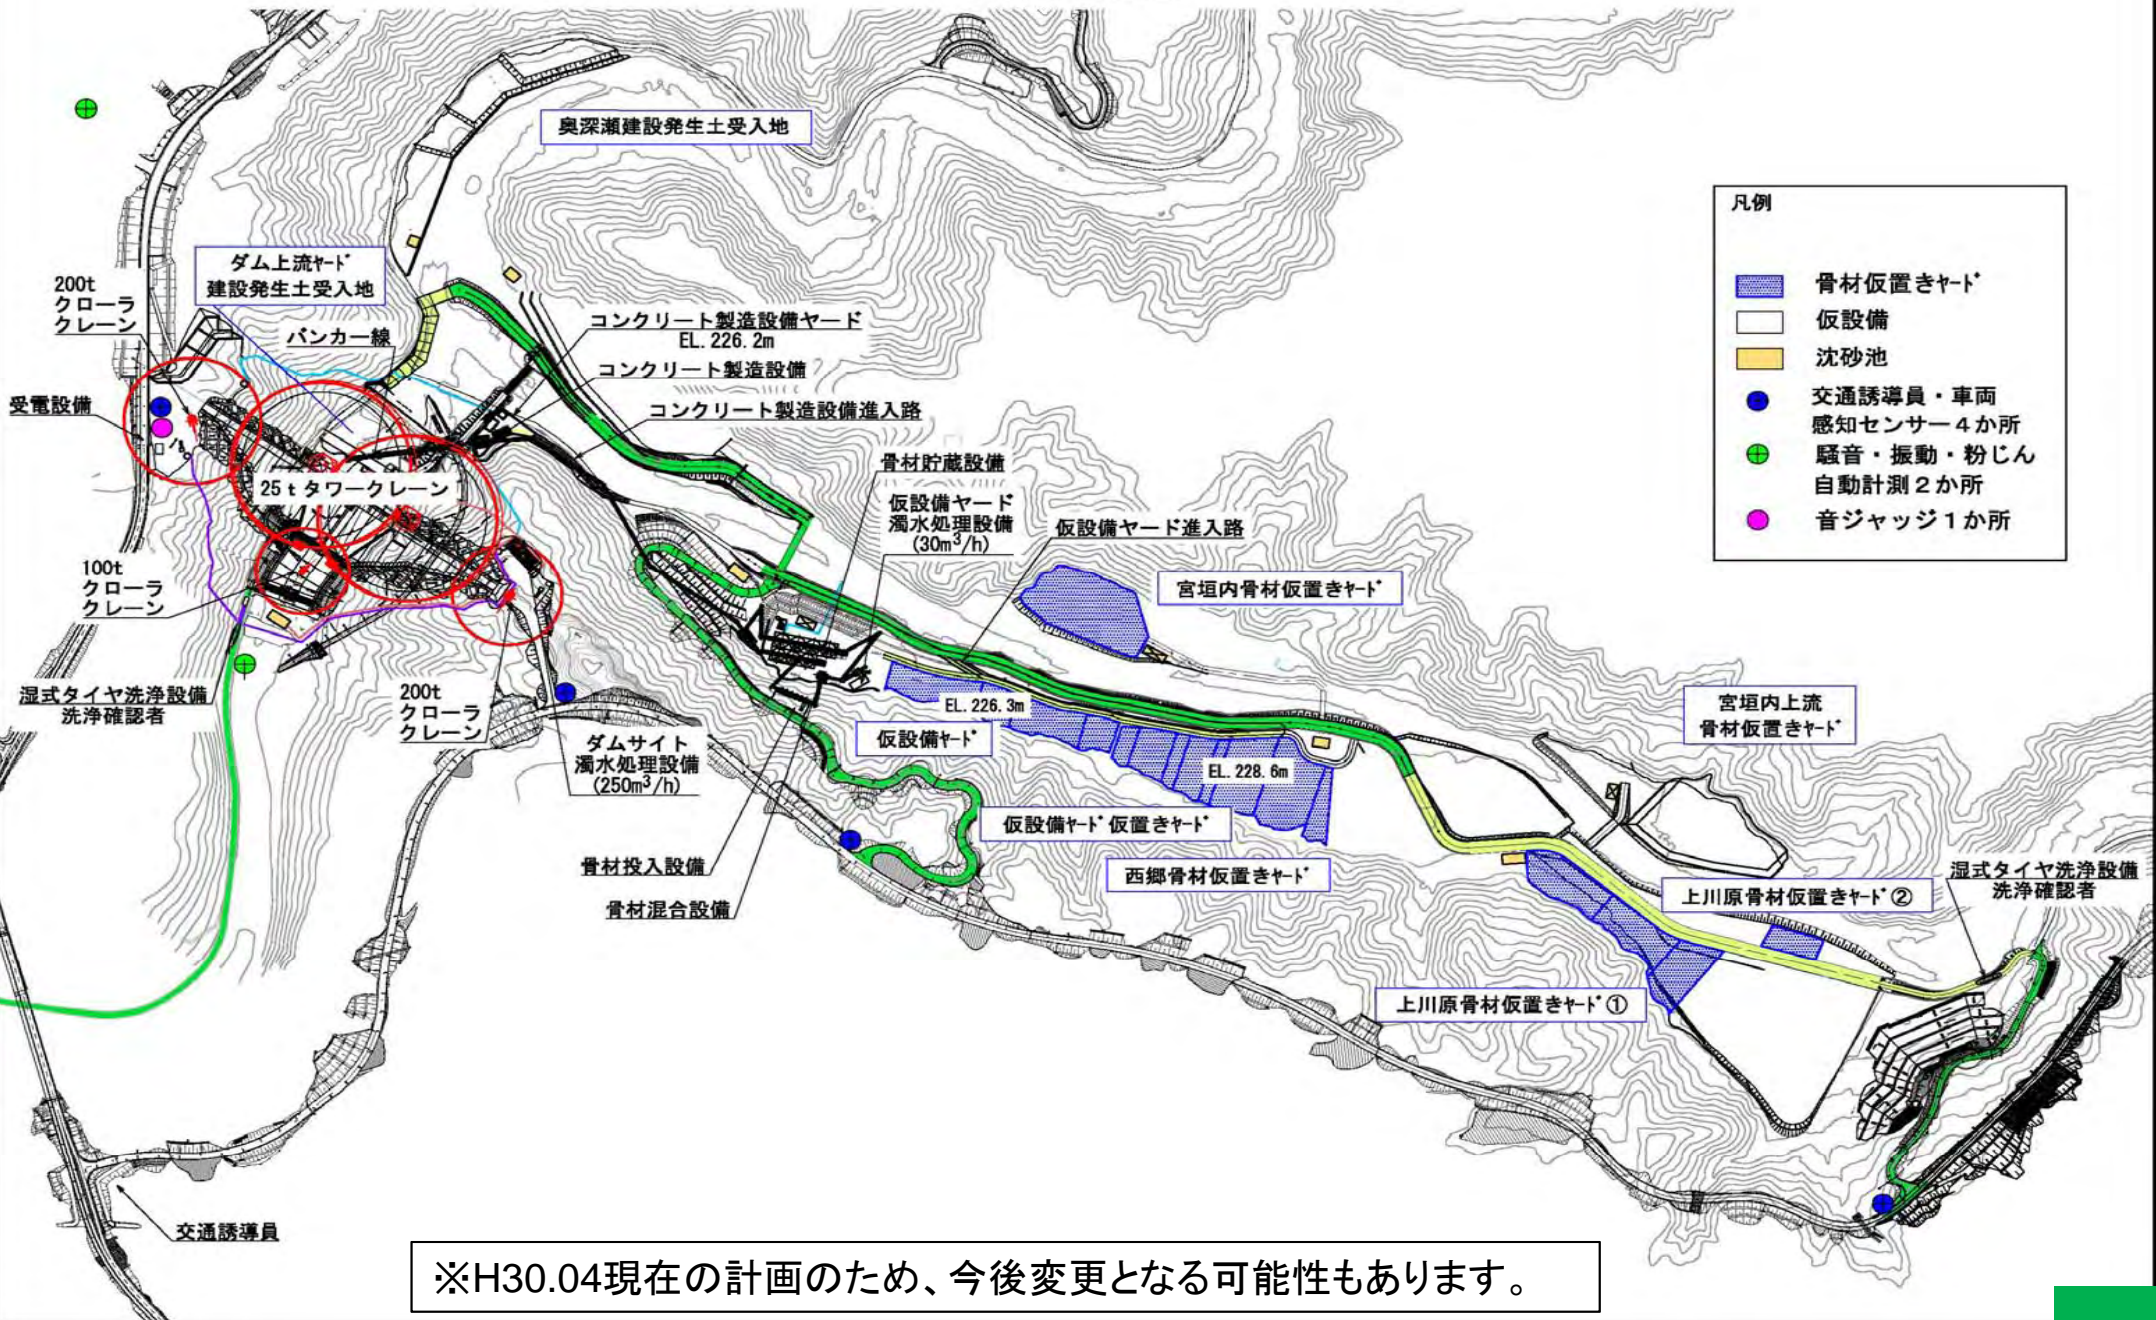 奥深瀬建設発生土受入地
ダム上流ﾔｰﾄﾞ
建設発生土受入地
200t
クローラ
クレーン
バンカー線
受電設備
コンクリート製造設備ヤード
EL.226.2m
コンクリート製造設備
コンクリート製造設備進入路
25ｔタワークレーン
骨材貯蔵設備
仮設備ヤード
濁水処理設備
(30m³/h)
仮設備ヤード進入路
宮垣内骨材仮置きﾔｰﾄﾞ
100t
クローラ
クレーン
湿式タイヤ洗浄設備
洗浄確認者
200t
クローラ
クレーン
ダムサイト
濁水処理設備
(250m³/h)
EL.226.3m
仮設備ﾔｰﾄﾞ
EL.228.6m
宮垣内上流
骨材仮置きﾔｰﾄﾞ
仮設備ﾔｰﾄﾞ仮置きﾔｰﾄﾞ
西郷骨材仮置きﾔｰﾄﾞ
骨材投入設備
骨材混合設備
上川原骨材仮置きﾔｰﾄﾞ②
湿式タイヤ洗浄設備
洗浄確認者
上川原骨材仮置きﾔｰﾄﾞ①
交通誘導員
凡例
骨材仮置きﾔｰﾄﾞ
仮設備
沈砂池
交通誘導員・車両
感知センサー４か所
騒音・振動・粉じん
自動計測２か所
音ジャッジ１か所
※H30.04現在の計画のため、今後変更となる可能性もあります。